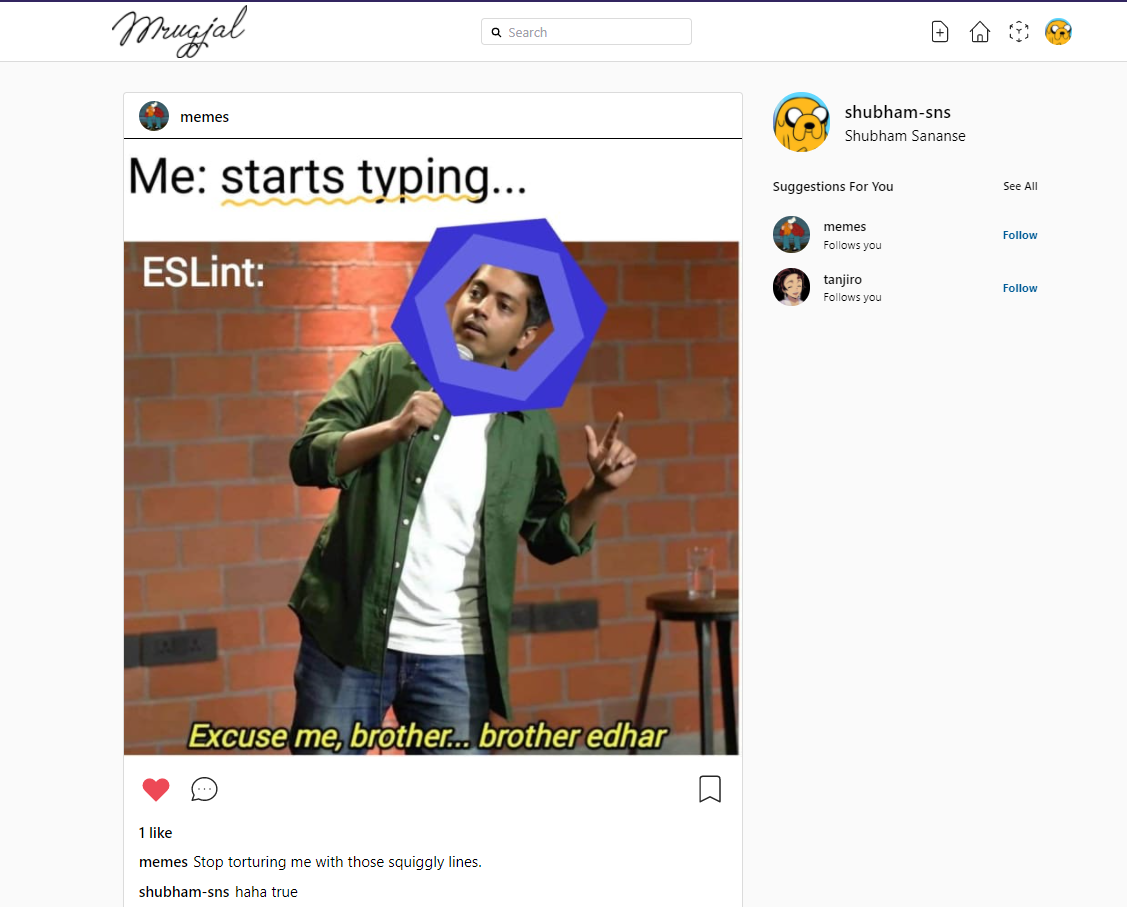 Mrugjal
Search
memes
Me: starts typing...
ESLint:
Excuse me, brother... brother edhar
1 like
memes Stop torturing me with those squiggly lines.
shubham-sns haha true
shubham-sns
Shubham Sananse
Suggestions For You See All
memes
Follows you
Follow
tanjiro
Follows you
Follow